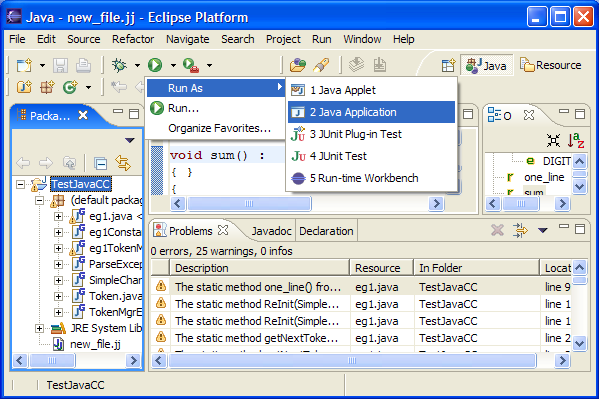 Java - new_file.jj - Eclipse Platform
File Edit Source Refactor Navigate Search Project Run Window Help
Java Resource
Packa...
Run As
Run...
Organize Favorites...
1 Java Applet
2 Java Application
3 JUnit Plug-in Test
4 JUnit Test
5 Run-time Workbench
void sum() :
{ }
{
O
e DIGIT
r one_line
r sum
TestJavaCC
(default packag
eg1.java <
eg1Consta
eg1TokenM
ParseExcep
SimpleChar
Token.java
TokenMgrE
JRE System Lib
new_file.jj
Problems Javadoc Declaration
0 errors, 25 warnings, 0 infos
Description Resource In Folder Locat
The static method one_line() fro... eg1.java TestJavaCC line 9
The static method ReInit(Simple... eg1.java TestJavaCC line 1
The static method ReInit(Simple... eg1.java TestJavaCC line 1
The static method getNextToke... eg1.java TestJavaCC line 2
TestJavaCC